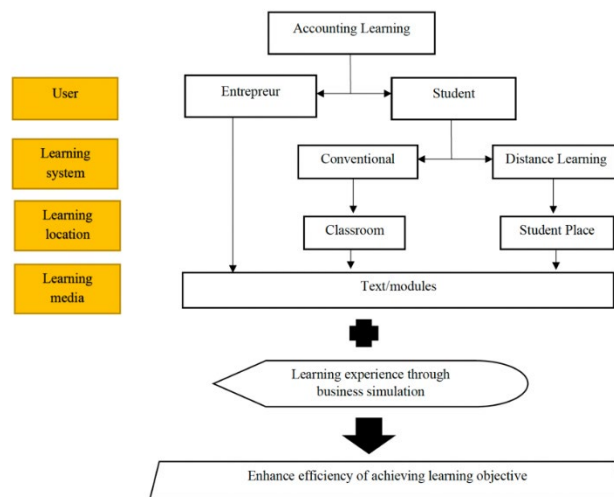 Accounting Learning
User
Entrepreur
Student
Learning
system
Conventional
Distance Learning
Learning
location
Classroom
Student Place
Learning
media
Text/modules
Learning experience through
business simulation
Enhance efficiency of achieving learning objective